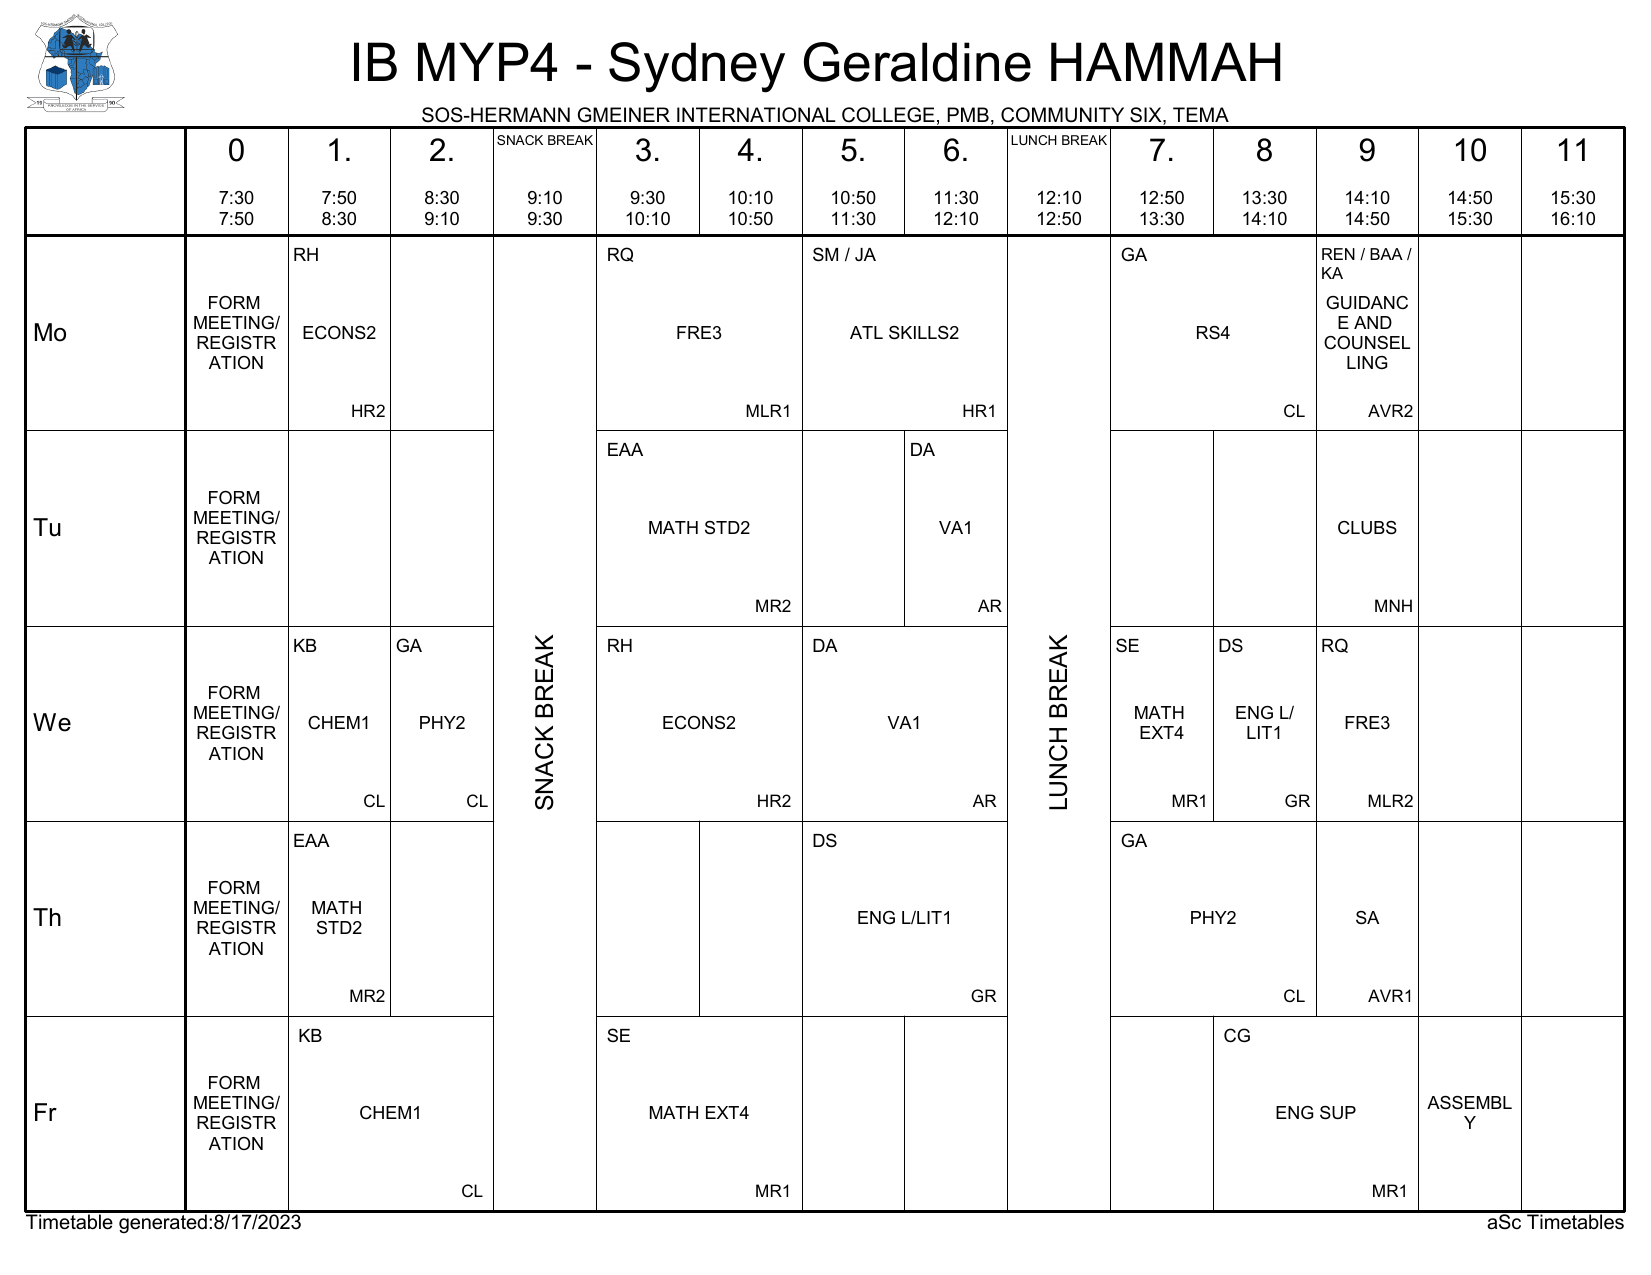 IB MYP4 - Sydney Geraldine HAMMAH
SOS-HERMANN GMEINER INTERNATIONAL COLLEGE, PMB, COMMUNITY SIX, TEMA
0
7:30
7:50
1.
7:50
8:30
2.
8:30
9:10
SNACK BREAK
9:10
9:30
3.
9:30
10:10
4.
10:10
10:50
5.
10:50
11:30
6.
11:30
12:10
LUNCH BREAK
12:10
12:50
7.
12:50
13:30
8
13:30
14:10
9
14:10
14:50
10
14:50
15:30
11
15:30
16:10
Mo
FORM
MEETING/
REGISTR
ATION
RH
ECONS2
HR2
RQ
FRE3
MLR1
SM / JA
ATL SKILLS2
HR1
GA
RS4
CL
REN / BAA /
KA
GUIDANC
E AND
COUNSEL
LING
AVR2
Tu
FORM
MEETING/
REGISTR
ATION
EAA
MATH STD2
MR2
DA
VA1
AR
CLUBS
MNH
We
FORM
MEETING/
REGISTR
ATION
KB
CHEM1
CL
GA
PHY2
CL
SNACK BREAK
RH
ECONS2
HR2
DA
VA1
AR
LUNCH BREAK
SE
MATH
EXT4
MR1
DS
ENG L/
LIT1
GR
RQ
FRE3
MLR2
Th
FORM
MEETING/
REGISTR
ATION
EAA
MATH
STD2
MR2
DS
ENG L/LIT1
GR
GA
PHY2
CL
SA
AVR1
Fr
FORM
MEETING/
REGISTR
ATION
KB
CHEM1
CL
SE
MATH EXT4
MR1
CG
ENG SUP
MR1
ASSEMBL
Y
Timetable generated:8/17/2023
aSc Timetables